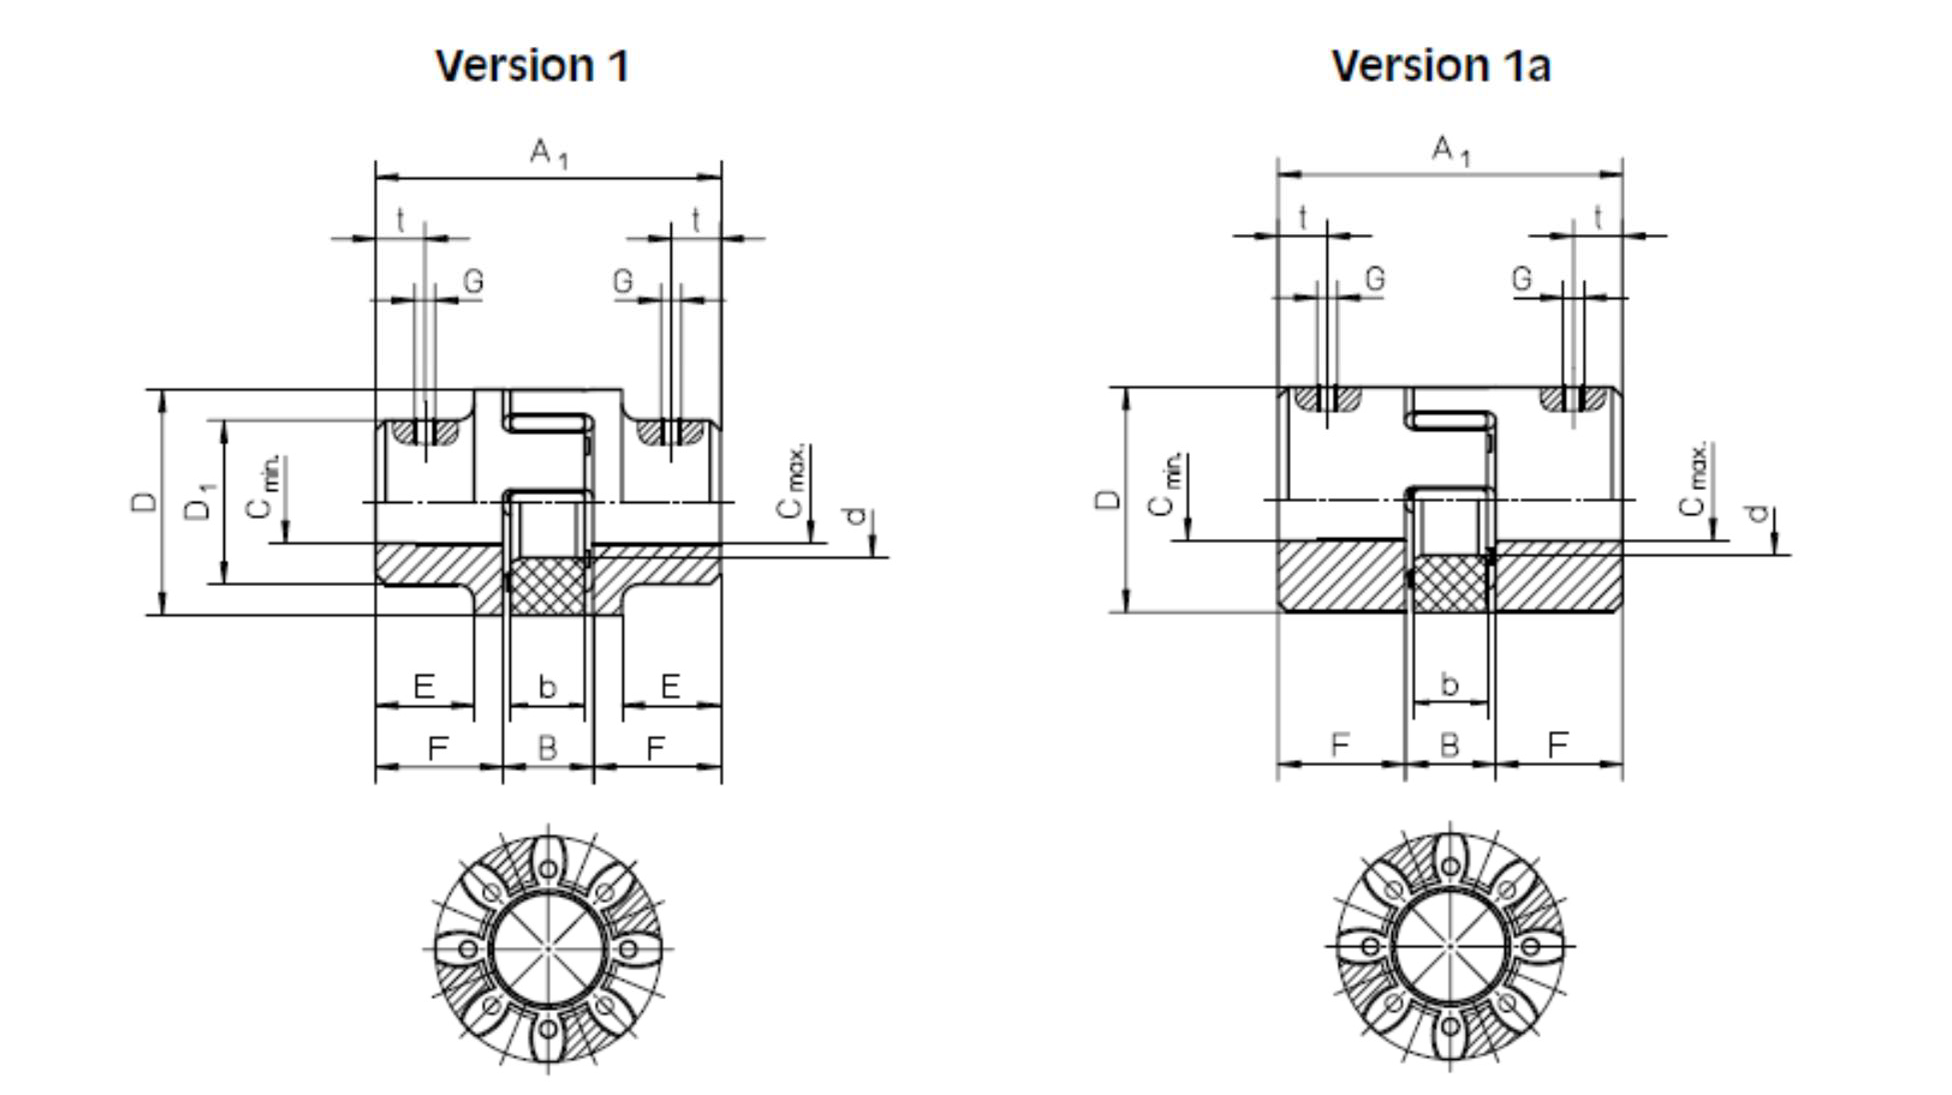 Version 1 Version 1a
A1 A1
t t t t
G G G G
D D1 Cmin. Cmax. d D Cmin. Cmax. d
E b E b
F B F F B F